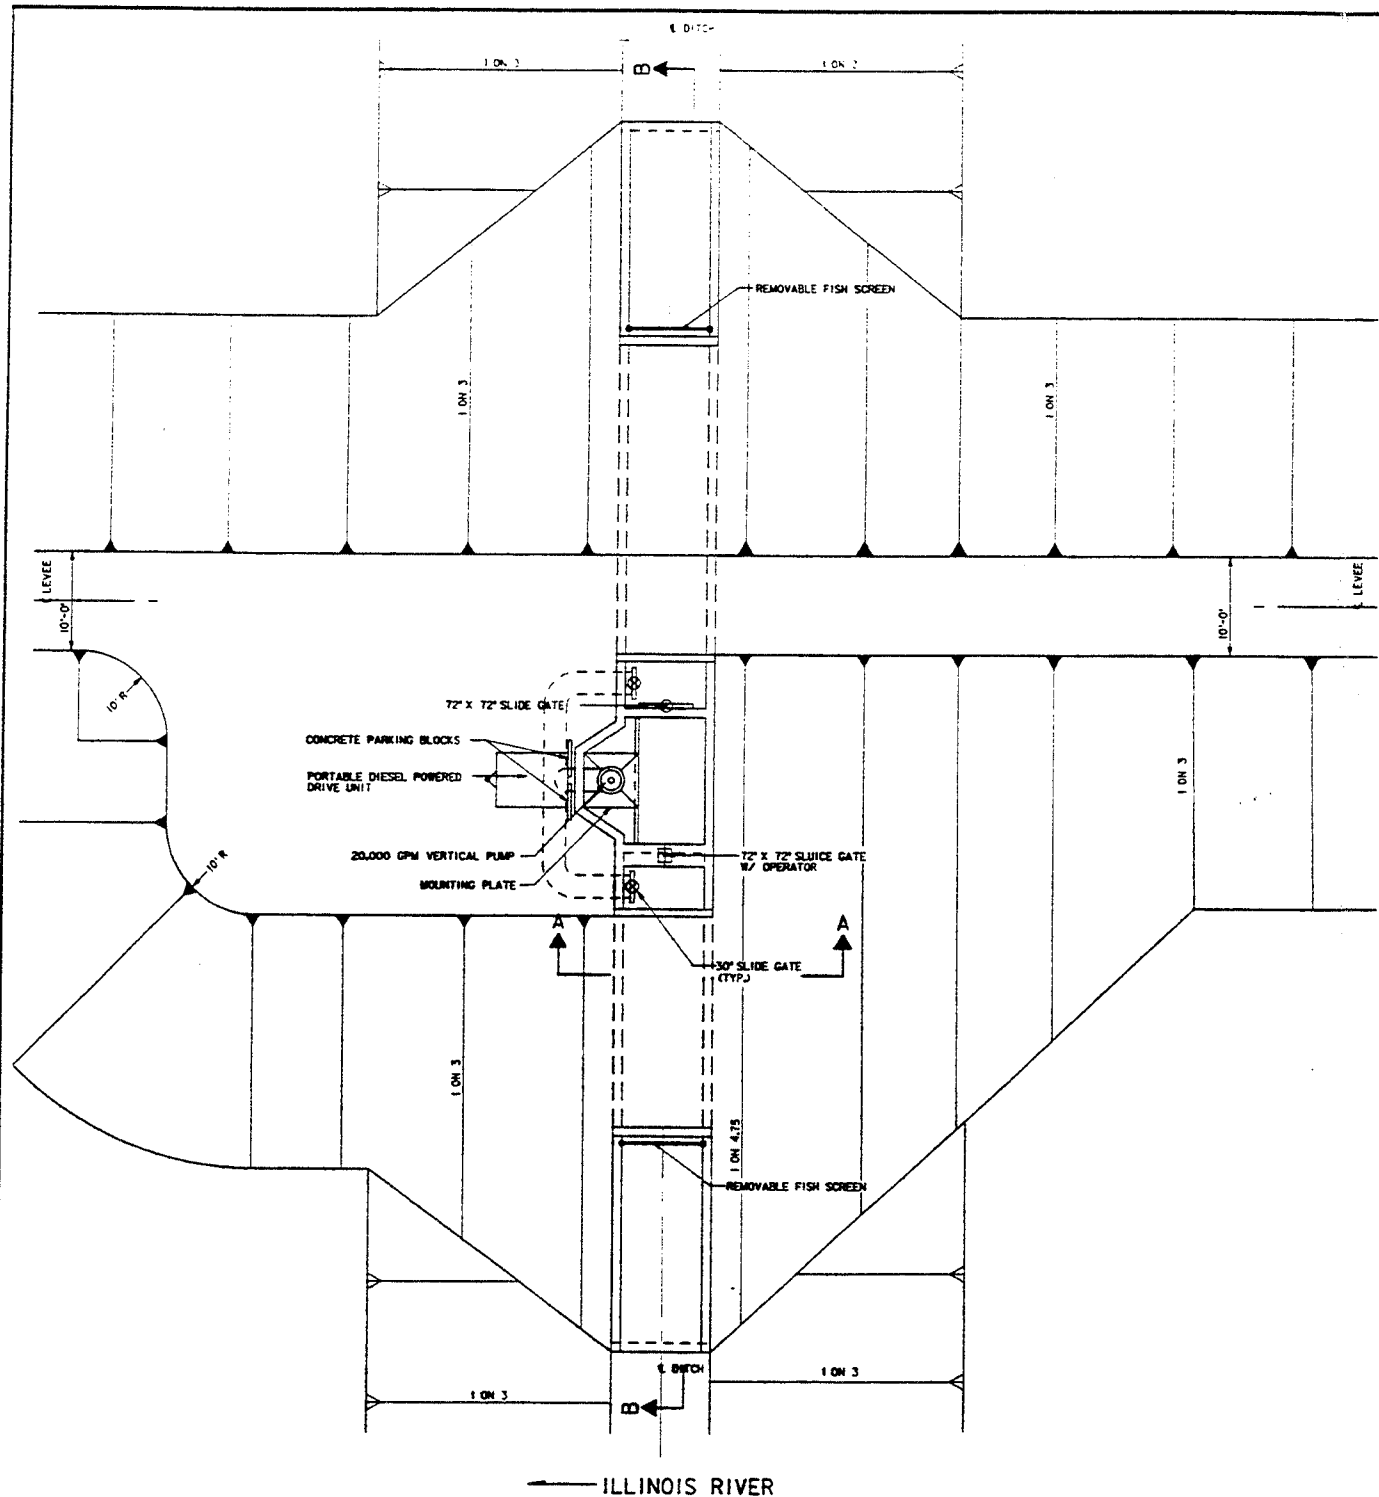 ℄ DITCH
1 ON 3
B
1 ON 2
REMOVABLE FISH SCREEN
1 ON 3
1 ON 3
℄ LEVEE
10'-0"
10'-0"
℄ LEVEE
10' R
72" X 72" SLIDE GATE
CONCRETE PARKING BLOCKS
PORTABLE DIESEL POWERED
DRIVE UNIT
1 ON 3
20,000 GPM VERTICAL PUMP
72" X 72" SLUICE GATE
W/ OPERATOR
10' R
MOUNTING PLATE
A
A
30" SLIDE GATE
(TYP.)
1 ON 3
1 ON 4.75
REMOVABLE FISH SCREEN
℄ DITCH
1 ON 3
1 ON 3
B
ILLINOIS RIVER